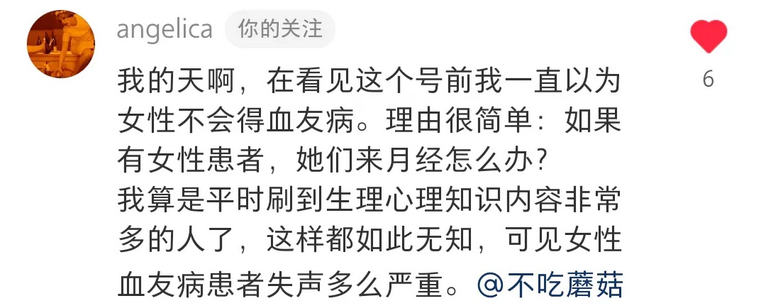 angelica 你的关注
6
我的天啊，在看见这个号前我一直以为
女性不会得血友病。理由很简单：如果
有女性患者，她们来月经怎么办?
我算是平时刷到生理心理知识内容非常
多的人了，这样都如此无知，可见女性
血友病患者失声多么严重。@不吃蘑菇